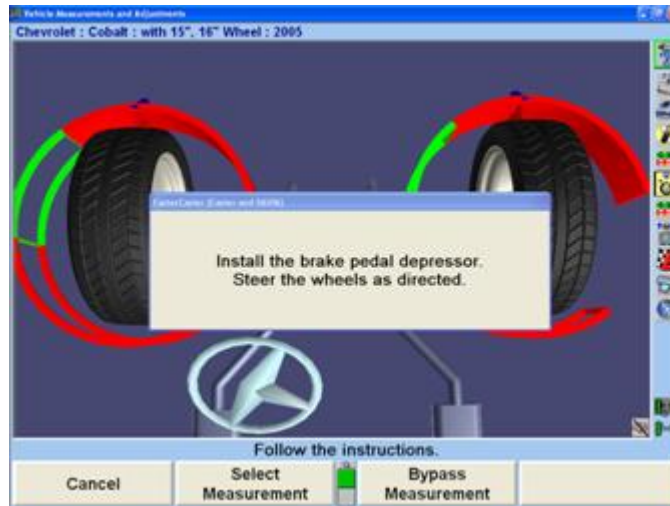 Vehicle Measurements and Adjustments
Chevrolet : Cobalt : with 15", 16" Wheel : 2005
Install the brake pedal depressor.
Steer the wheels as directed.
Follow the instructions.
Cancel
Select
Measurement
Bypass
Measurement